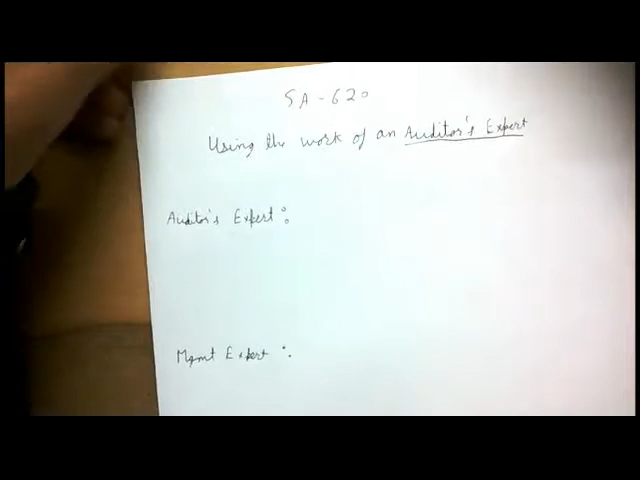 SA-620
Using the work of an Auditor's Expert
Auditor's Expert :
Mgmt Expert :